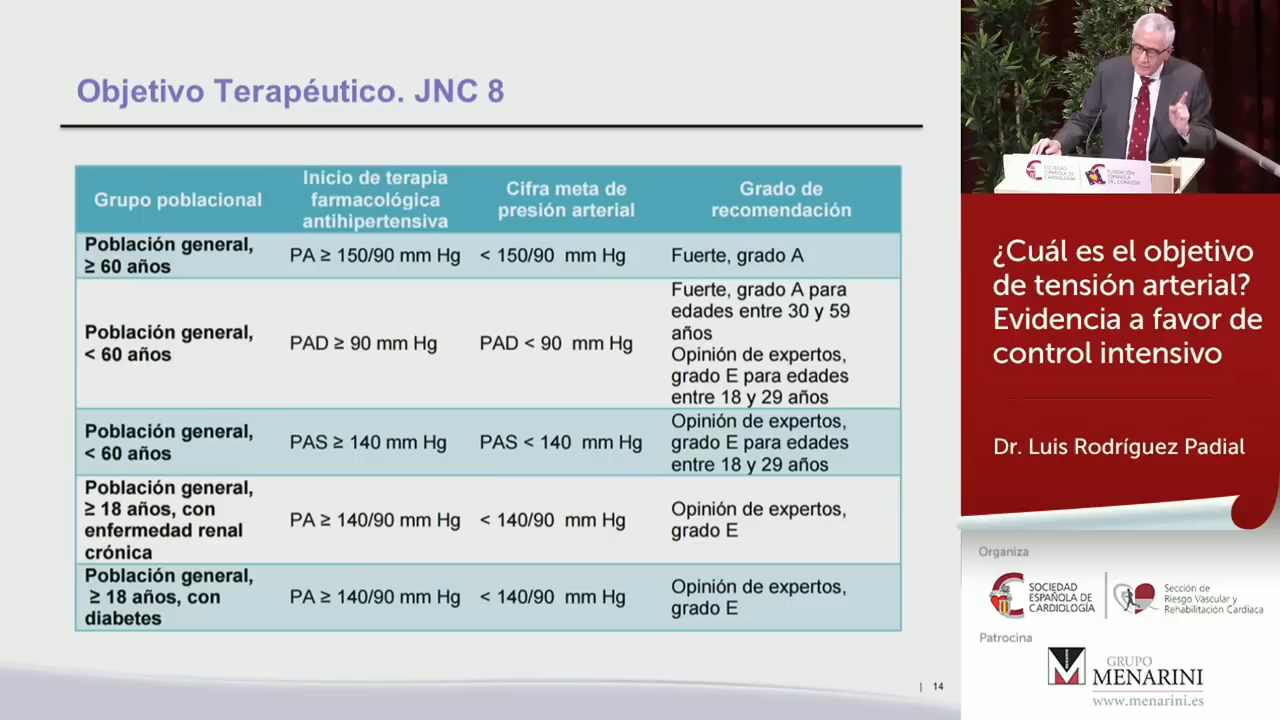 Objetivo Terapéutico. JNC 8
Grupo poblacional
Inicio de terapia
farmacológica
antihipertensiva
Cifra meta de
presión arterial
Grado de
recomendación
Población general,
≥ 60 años
PA ≥ 150/90 mm Hg
< 150/90 mm Hg
Fuerte, grado A
Población general,
< 60 años
PAD ≥ 90 mm Hg
PAD < 90 mm Hg
Fuerte, grado A para
edades entre 30 y 59
años
Opinión de expertos,
grado E para edades
entre 18 y 29 años
Población general,
< 60 años
PAS ≥ 140 mm Hg
PAS < 140 mm Hg
Opinión de expertos,
grado E para edades
entre 18 y 29 años
Población general,
≥ 18 años, con
enfermedad renal
crónica
PA ≥ 140/90 mm Hg
< 140/90 mm Hg
Opinión de expertos,
grado E
Población general,
≥ 18 años, con
diabetes
PA ≥ 140/90 mm Hg
< 140/90 mm Hg
Opinión de expertos,
grado E
| 14
SOCIEDAD
ESPAÑOLA DE
CARDIOLOGÍA
FUNDACIÓN
ESPAÑOLA
DEL CORAZÓN
¿Cuál es el objetivo
de tensión arterial?
Evidencia a favor de
control intensivo
Dr. Luis Rodríguez Padial
Organiza
SOCIEDAD
ESPAÑOLA DE
CARDIOLOGÍA
Sección de
Riesgo Vascular y
Rehabilitación Cardiaca
Patrocina
GRUPO
MENARINI
www.menarini.es